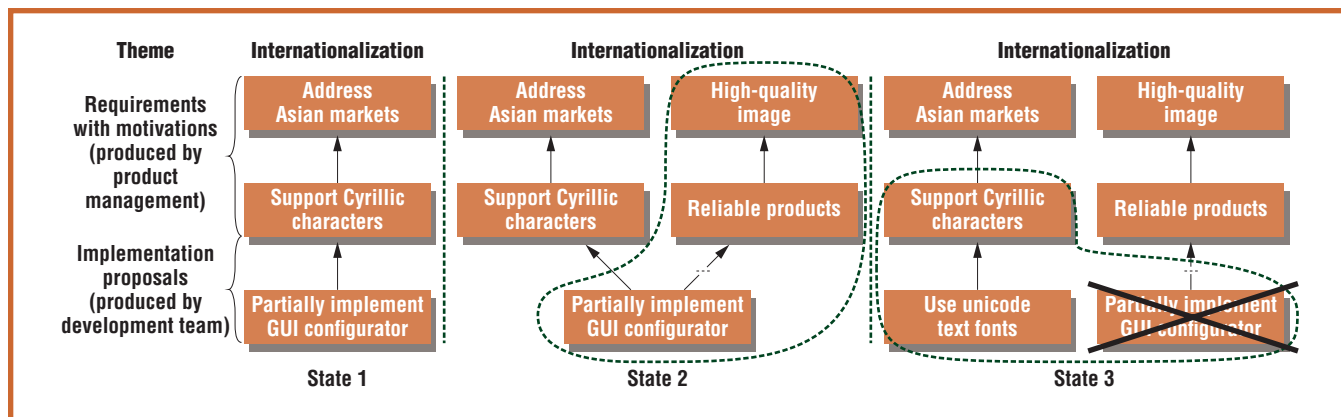 Theme
Requirements
with motivations
(produced by
product
management)
Implementation
proposals
(produced by
development team)
Internationalization
Address
Asian markets
Support Cyrillic
characters
Partially implement
GUI configurator
State 1
Internationalization
Address
Asian markets
High-quality
image
Support Cyrillic
characters
Reliable products
---
Partially implement
GUI configurator
State 2
Internationalization
Address
Asian markets
High-quality
image
Support Cyrillic
characters
Reliable products
---
Use unicode
text fonts
Partially implement
GUI configurator
State 3